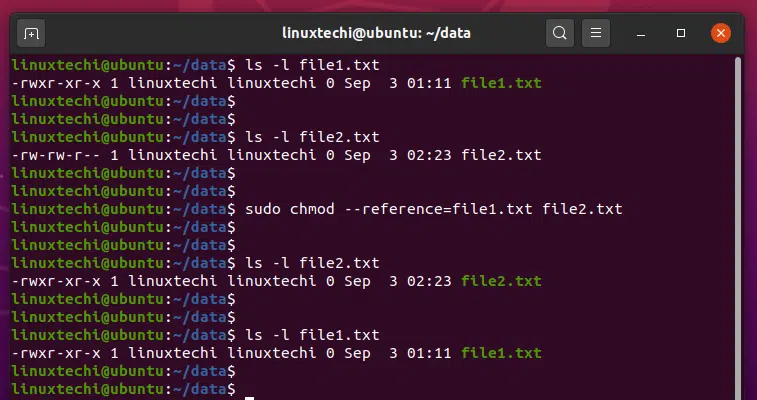 linuxtechi@ubuntu: ~/data
linuxtechi@ubuntu:~/data$ ls -l file1.txt
-rwxr-xr-x 1 linuxtechi linuxtechi 0 Sep  3 01:11 file1.txt
linuxtechi@ubuntu:~/data$
linuxtechi@ubuntu:~/data$
linuxtechi@ubuntu:~/data$ ls -l file2.txt
-rw-rw-r-- 1 linuxtechi linuxtechi 0 Sep  3 02:23 file2.txt
linuxtechi@ubuntu:~/data$
linuxtechi@ubuntu:~/data$
linuxtechi@ubuntu:~/data$ sudo chmod --reference=file1.txt file2.txt
linuxtechi@ubuntu:~/data$
linuxtechi@ubuntu:~/data$
linuxtechi@ubuntu:~/data$ ls -l file2.txt
-rwxr-xr-x 1 linuxtechi linuxtechi 0 Sep  3 02:23 file2.txt
linuxtechi@ubuntu:~/data$
linuxtechi@ubuntu:~/data$
linuxtechi@ubuntu:~/data$ ls -l file1.txt
-rwxr-xr-x 1 linuxtechi linuxtechi 0 Sep  3 01:11 file1.txt
linuxtechi@ubuntu:~/data$
linuxtechi@ubuntu:~/data$